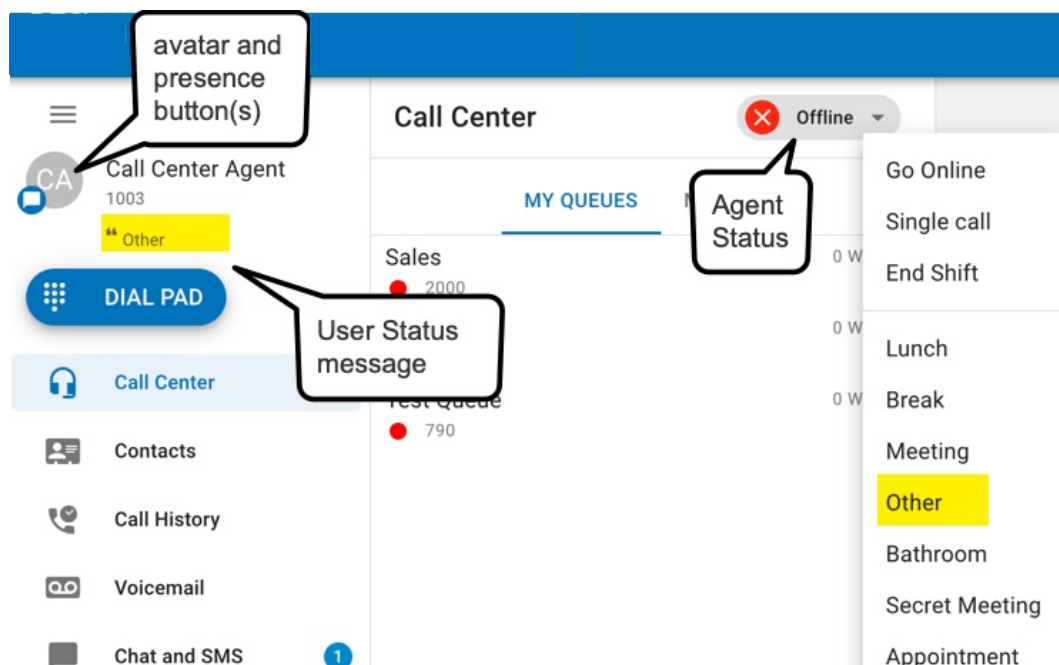 avatar and
presence
button(s)
Call Center
Offline
CA
Call Center Agent
1003
“ Other
DIAL PAD
User Status
message
Agent
Status
MY QUEUES
Sales
0 W
2000
0 W
Test Queue
0 W
790
Call Center
Contacts
Call History
Voicemail
Chat and SMS
1
Go Online
Single call
End Shift
Lunch
Break
Meeting
Other
Bathroom
Secret Meeting
Appointment